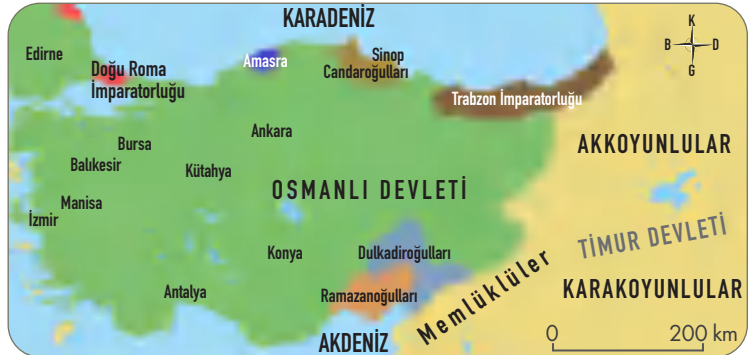 KARADENİZ
K
B
D
G
Edirne
Doğu Roma
İmparatorluğu
Amasra
Sinop
Candaroğulları
Trabzon İmparatorluğu
Ankara
Bursa
Balıkesir
Kütahya
AKKOYUNLULAR
OSMANLI DEVLETİ
Manisa
İzmir
TİMUR DEVLETİ
Konya
Dulkadiroğulları
Memlüklüler
KARAKOYUNLULAR
Antalya
Ramazanoğulları
AKDENİZ
0
200 km